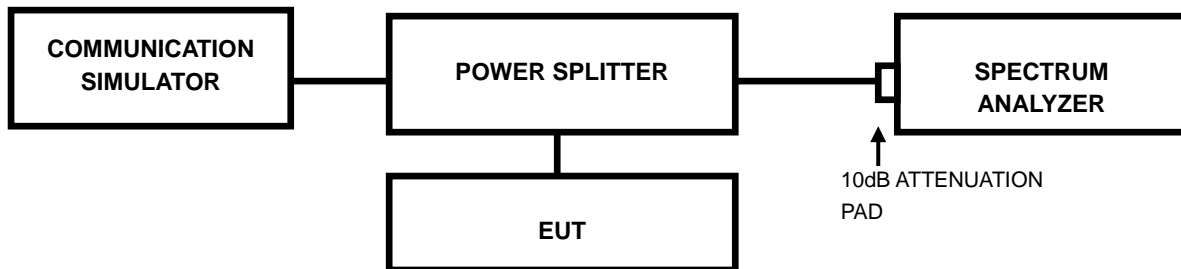 COMMUNICATION
SIMULATOR
POWER SPLITTER
SPECTRUM
ANALYZER
10dB ATTENUATION
PAD
EUT